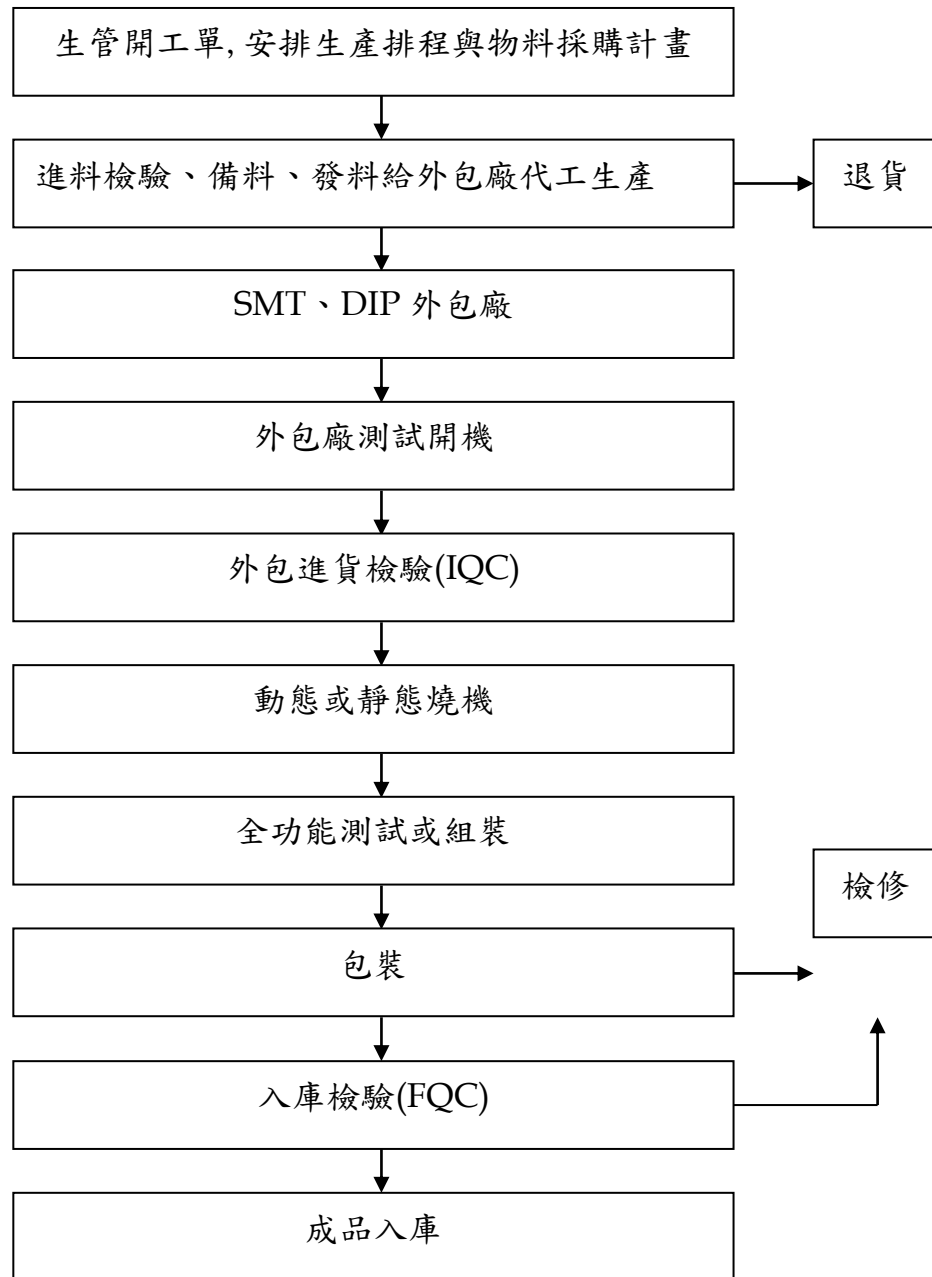 生管開工單, 安排生產排程與物料採購計畫
進料檢驗、備料、發料給外包廠代工生產
退貨
SMT、DIP 外包廠
外包廠測試開機
外包進貨檢驗(IQC)
動態或靜態燒機
全功能測試或組裝
檢修
包裝
入庫檢驗(FQC)
成品入庫